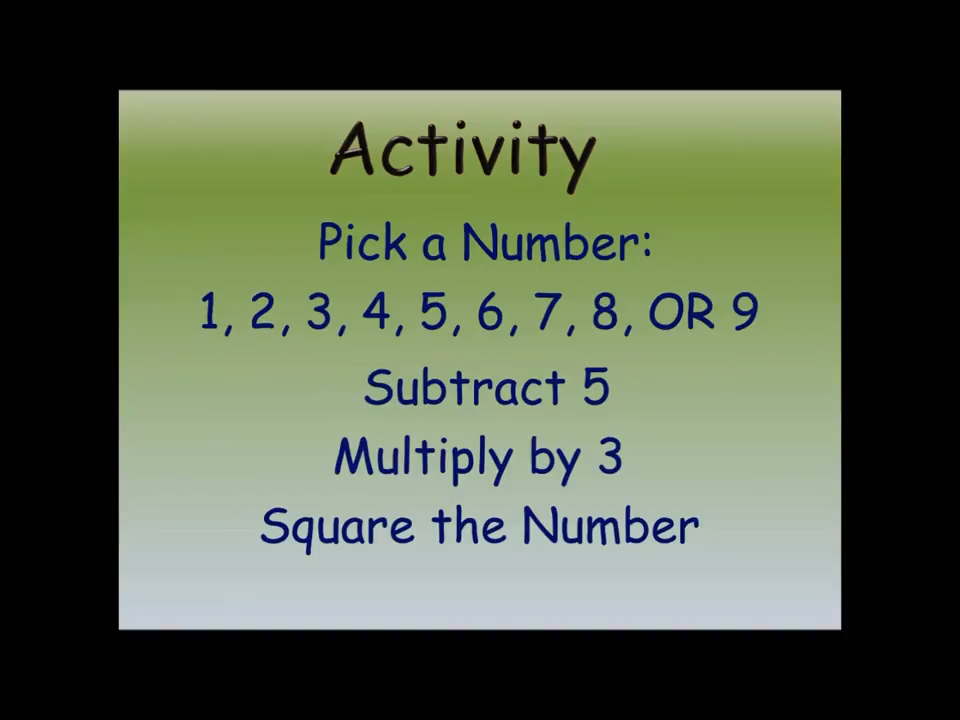 Activity
Pick a Number:
1, 2, 3, 4, 5, 6, 7, 8, OR 9
Subtract 5
Multiply by 3
Square the Number